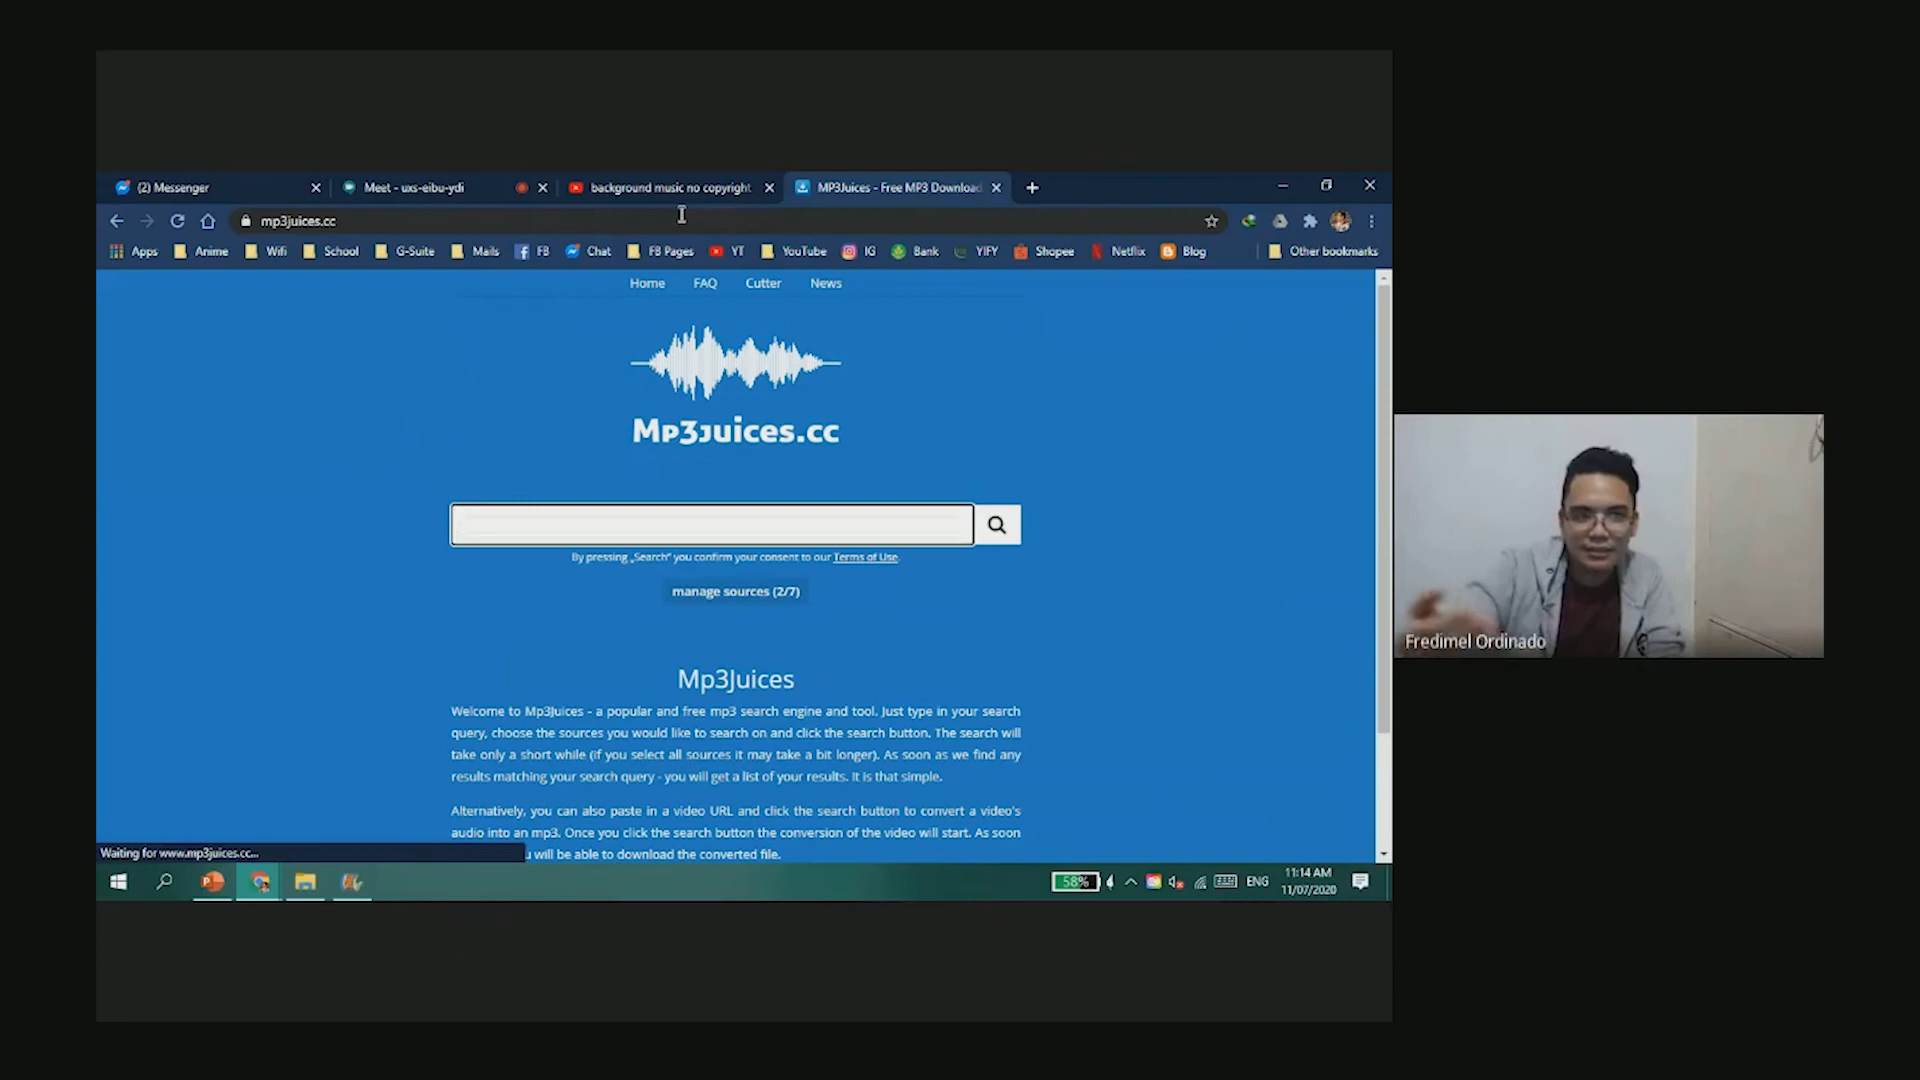 (2) Messenger
Meet - uxs-eibu-ydi
background music no copyright
MP3Juices - Free MP3 Download
mp3juices.cc
Apps Anime Wifi School G-Suite Mails FB Chat FB Pages YT YouTube IG Bank YIFY Shopee Netflix Blog Other bookmarks
Home FAQ Cutter News
Mp3juices.cc
By pressing „Search" you confirm your consent to our Terms of Use.
manage sources (2/7)
Mp3Juices
Welcome to Mp3Juices - a popular and free mp3 search engine and tool. Just type in your search
query, choose the sources you would like to search on and click the search button. The search will
take only a short while (if you select all sources it may take a bit longer). As soon as we find any
results matching your search query - you will get a list of your results. It is that simple.
Alternatively, you can also paste in a video URL and click the search button to convert a video's
audio into an mp3. Once you click the search button the conversion of the video will start. As soon
u will be able to download the converted file.
Waiting for www.mp3juices.cc...
58%
ENG
11:14 AM
11/07/2020
Fredimel Ordinado